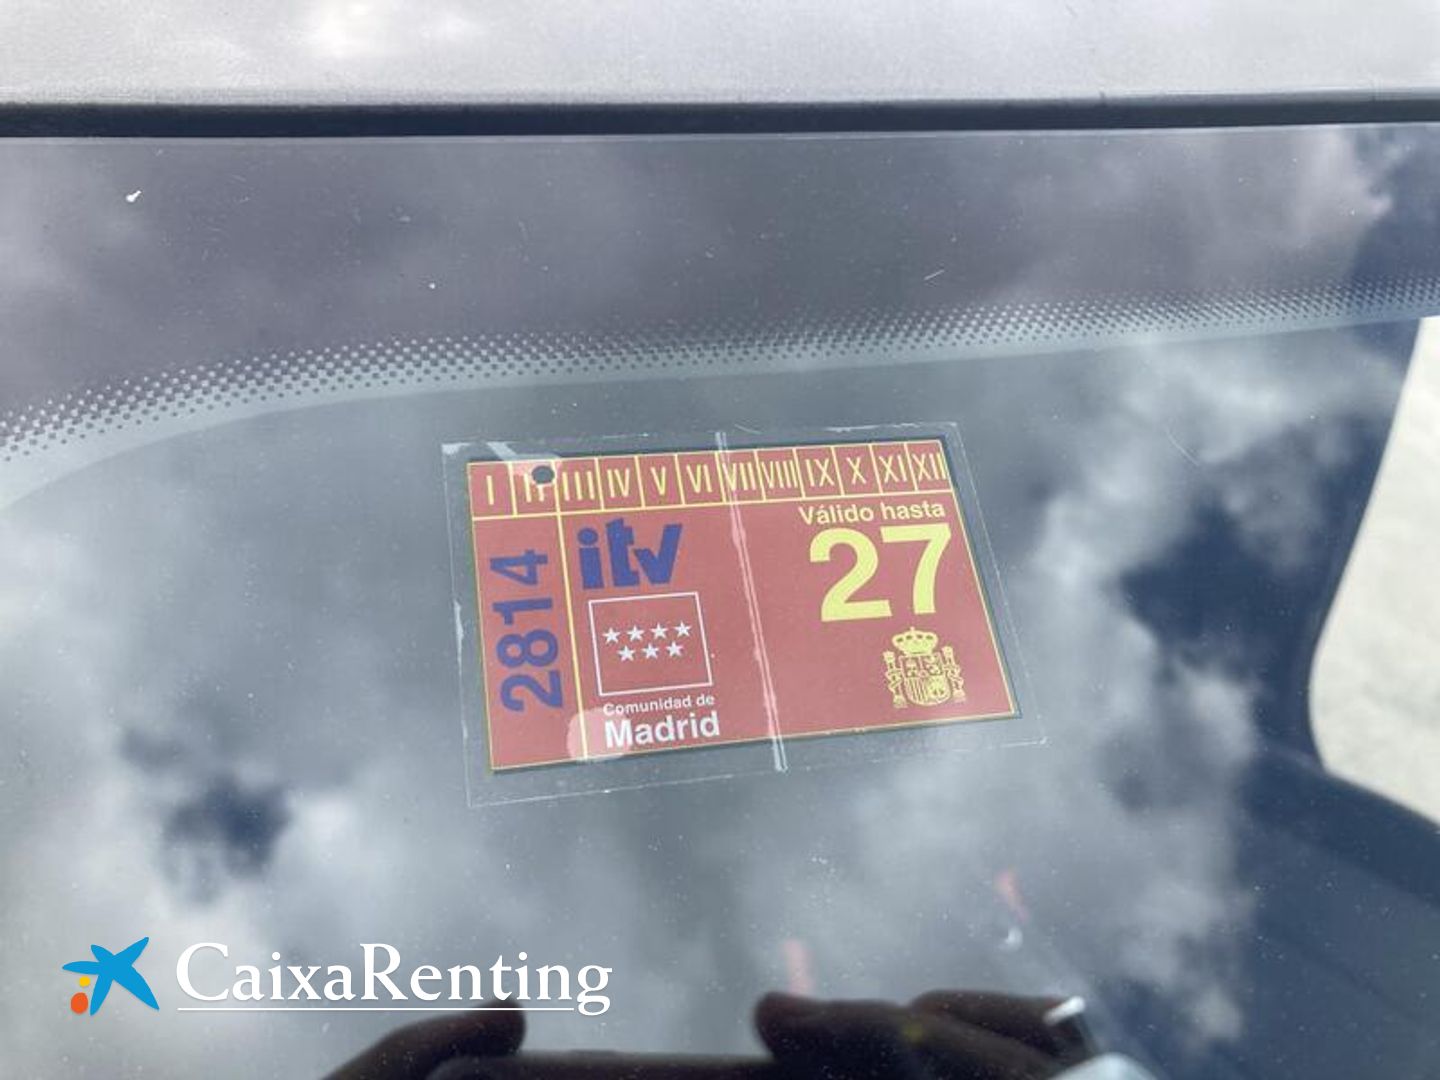 I II III IV V VI VII VIII IX X XI XII
Válido hasta
27
itv
2814
Comunidad de
Madrid
CaixaRenting